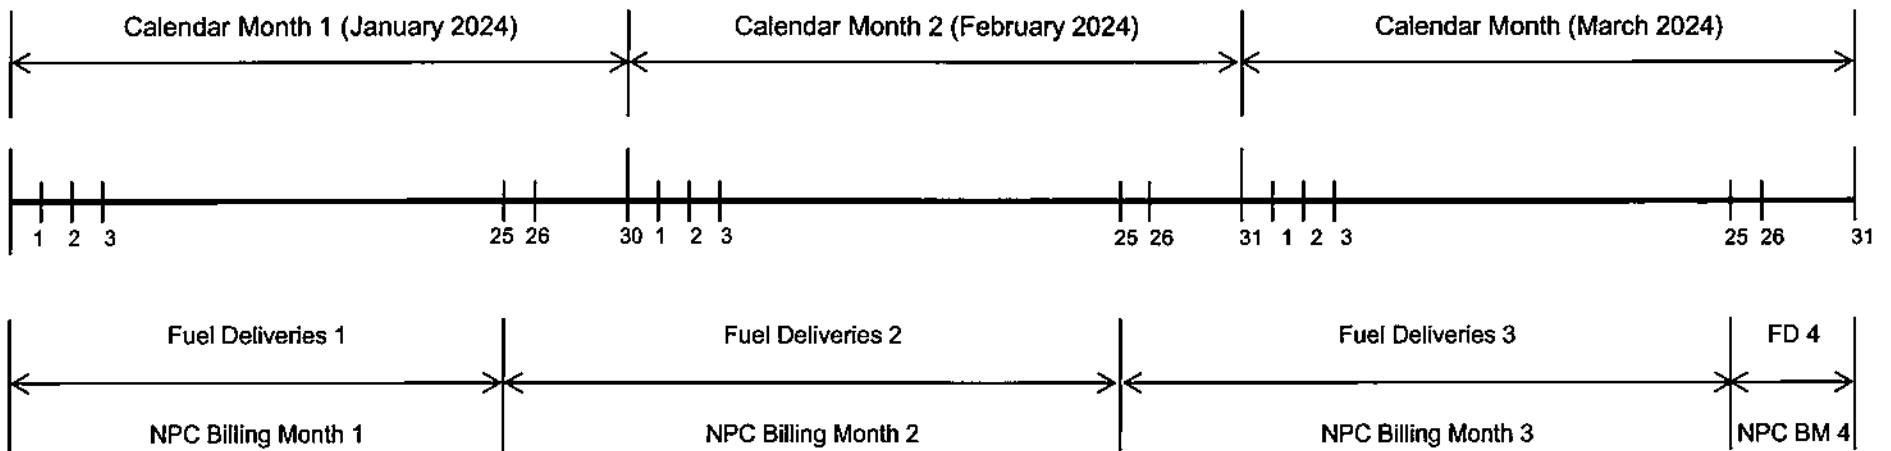 Calendar Month 1 (January 2024) Calendar Month 2 (February 2024) Calendar Month (March 2024)
1 2 3 25 26 30 1 2 3 25 26 31 1 2 3 25 26 31
Fuel Deliveries 1 Fuel Deliveries 2 Fuel Deliveries 3 FD 4
NPC Billing Month 1 NPC Billing Month 2 NPC Billing Month 3 NPC BM 4